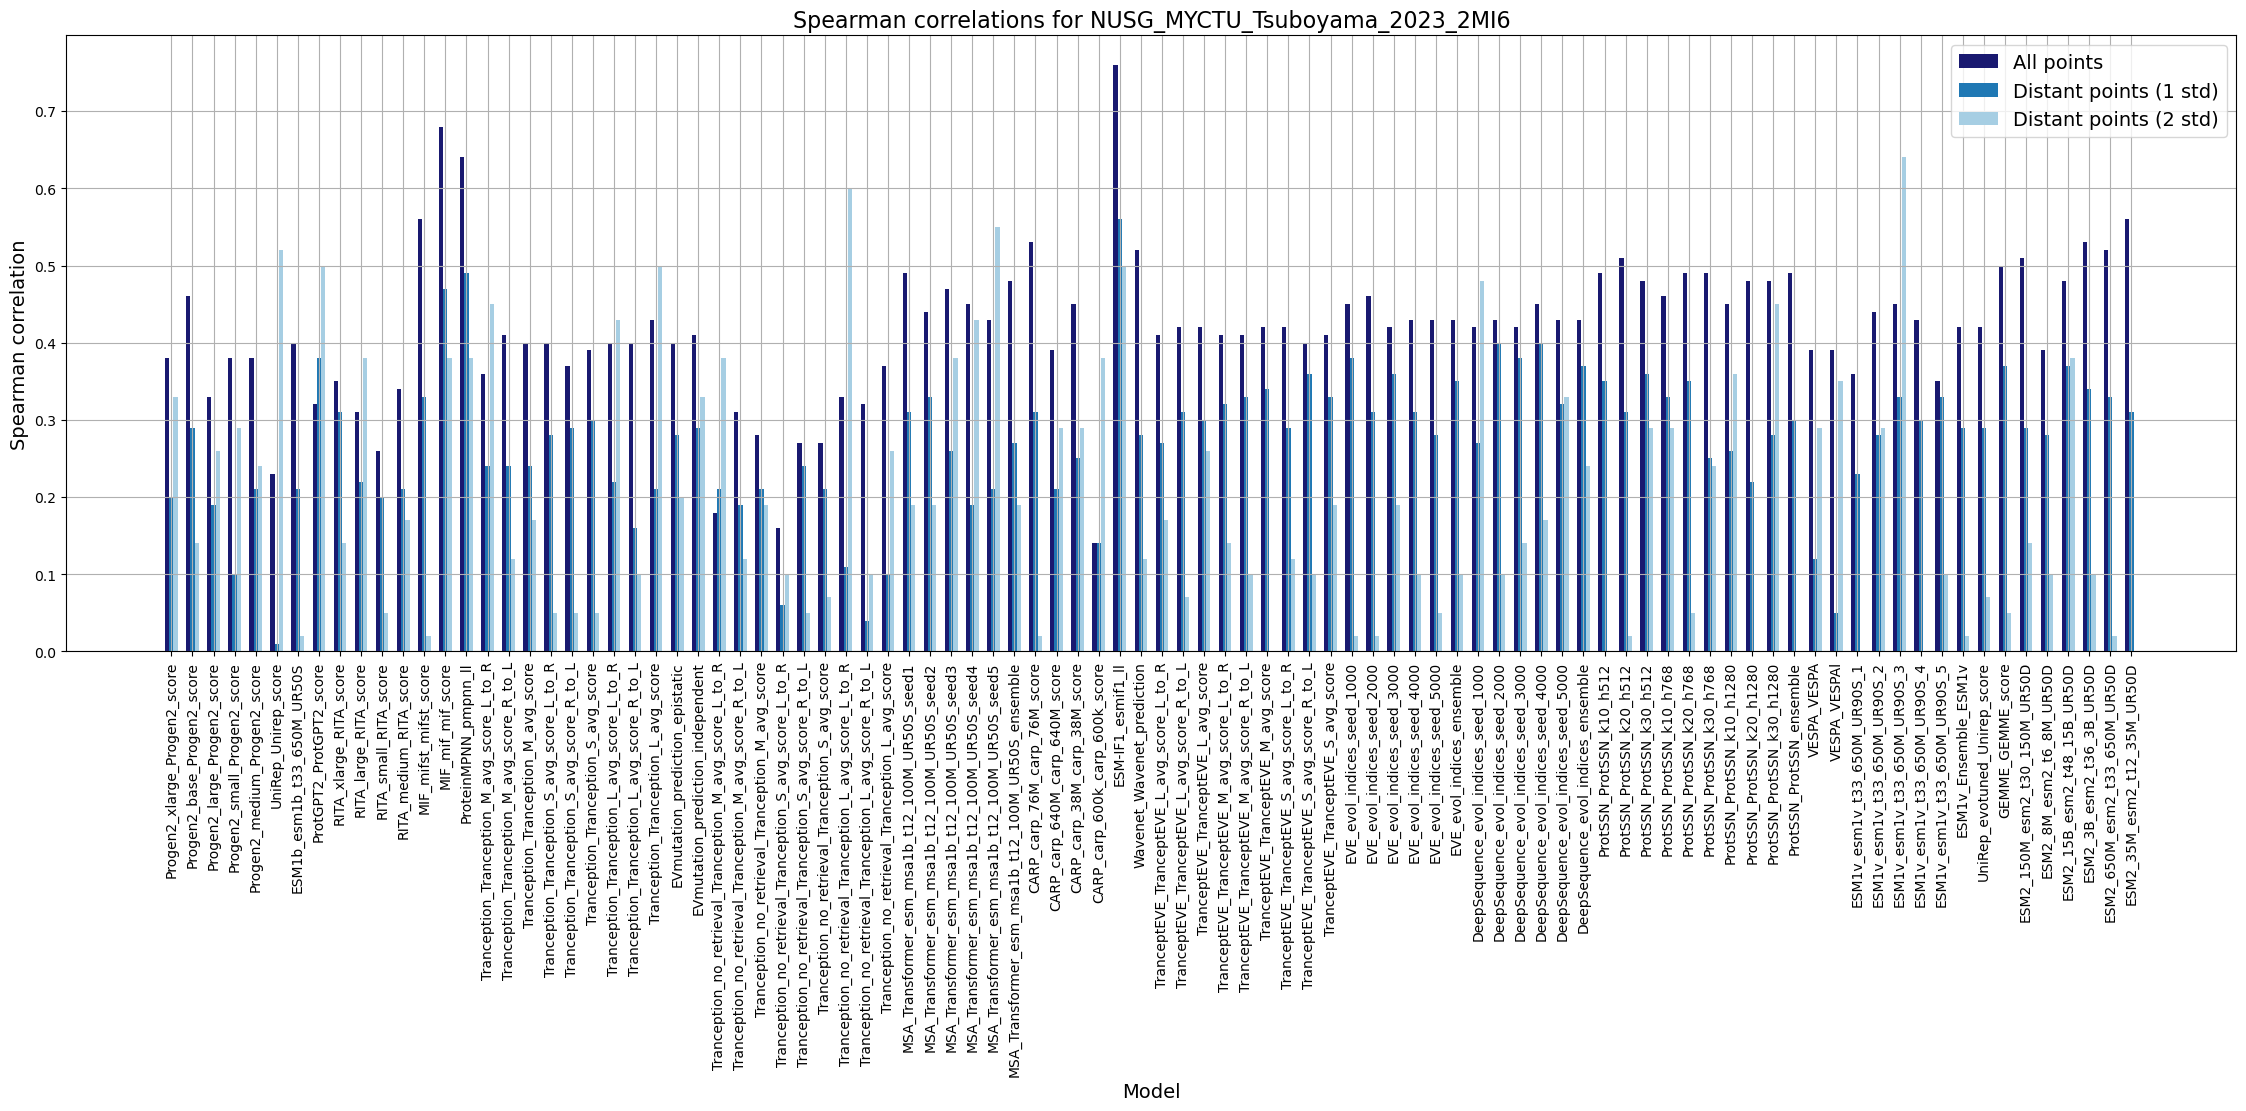 Spearman correlations for NUSG_MYCTU_Tsuboyama_2023_2MI6
All points
Distant points (1 std)
Distant points (2 std)
Spearman correlation
0.7
0.6
0.5
0.4
0.3
0.2
0.1
0.0
Progen2_xlarge_Progen2_score
Progen2_base_Progen2_score
Progen2_large_Progen2_score
Progen2_small_Progen2_score
Progen2_medium_Progen2_score
UniRep_Unirep_score
ESM1b_esm1b_t33_650M_UR50S
ProtGPT2_ProtGPT2_score
RITA_xlarge_RITA_score
RITA_large_RITA_score
RITA_small_RITA_score
RITA_medium_RITA_score
MIF_mifst_mifst_score
MIF_mif_mif_score
ProteinMPNN_pmpnn_ll
Tranception_Tranception_M_avg_score_L_to_R
Tranception_Tranception_M_avg_score_R_to_L
Tranception_Tranception_M_avg_score
Tranception_Tranception_S_avg_score_L_to_R
Tranception_Tranception_S_avg_score_R_to_L
Tranception_Tranception_S_avg_score
Tranception_Tranception_L_avg_score_L_to_R
Tranception_Tranception_L_avg_score_R_to_L
Tranception_Tranception_L_avg_score
EVmutation_prediction_epistatic
EVmutation_prediction_independent
Tranception_no_retrieval_Tranception_M_avg_score_L_to_R
Tranception_no_retrieval_Tranception_M_avg_score_R_to_L
Tranception_no_retrieval_Tranception_M_avg_score
Tranception_no_retrieval_Tranception_S_avg_score_L_to_R
Tranception_no_retrieval_Tranception_S_avg_score_R_to_L
Tranception_no_retrieval_Tranception_S_avg_score
Tranception_no_retrieval_Tranception_L_avg_score_L_to_R
Tranception_no_retrieval_Tranception_L_avg_score_R_to_L
Tranception_no_retrieval_Tranception_L_avg_score
MSA_Transformer_esm_msa1b_t12_100M_UR50S_seed1
MSA_Transformer_esm_msa1b_t12_100M_UR50S_seed2
MSA_Transformer_esm_msa1b_t12_100M_UR50S_seed3
MSA_Transformer_esm_msa1b_t12_100M_UR50S_seed4
MSA_Transformer_esm_msa1b_t12_100M_UR50S_seed5
MSA_Transformer_esm_msa1b_t12_100M_UR50S_ensemble
CARP_carp_76M_carp_76M_score
CARP_carp_640M_carp_640M_score
CARP_carp_38M_carp_38M_score
CARP_carp_600k_carp_600k_score
ESM-IF1_esmif1_ll
Wavenet_Wavenet_prediction
TranceptEVE_TranceptEVE_L_avg_score_L_to_R
TranceptEVE_TranceptEVE_L_avg_score_R_to_L
TranceptEVE_TranceptEVE_L_avg_score
TranceptEVE_TranceptEVE_M_avg_score_L_to_R
TranceptEVE_TranceptEVE_M_avg_score_R_to_L
TranceptEVE_TranceptEVE_M_avg_score
TranceptEVE_TranceptEVE_S_avg_score_L_to_R
TranceptEVE_TranceptEVE_S_avg_score_R_to_L
TranceptEVE_TranceptEVE_S_avg_score
EVE_evol_indices_seed_1000
EVE_evol_indices_seed_2000
EVE_evol_indices_seed_3000
EVE_evol_indices_seed_4000
EVE_evol_indices_seed_5000
EVE_evol_indices_ensemble
DeepSequence_evol_indices_seed_1000
DeepSequence_evol_indices_seed_2000
DeepSequence_evol_indices_seed_3000
DeepSequence_evol_indices_seed_4000
DeepSequence_evol_indices_seed_5000
DeepSequence_evol_indices_ensemble
ProtSSN_ProtSSN_k10_h512
ProtSSN_ProtSSN_k20_h512
ProtSSN_ProtSSN_k30_h512
ProtSSN_ProtSSN_k10_h768
ProtSSN_ProtSSN_k20_h768
ProtSSN_ProtSSN_k30_h768
ProtSSN_ProtSSN_k10_h1280
ProtSSN_ProtSSN_k20_h1280
ProtSSN_ProtSSN_k30_h1280
ProtSSN_ProtSSN_ensemble
VESPA_VESPA
VESPA_VESPAl
ESM1v_esm1v_t33_650M_UR90S_1
ESM1v_esm1v_t33_650M_UR90S_2
ESM1v_esm1v_t33_650M_UR90S_3
ESM1v_esm1v_t33_650M_UR90S_4
ESM1v_esm1v_t33_650M_UR90S_5
ESM1v_Ensemble_ESM1v
UniRep_evotuned_Unirep_score
GEMME_GEMME_score
ESM2_150M_esm2_t30_150M_UR50D
ESM2_8M_esm2_t6_8M_UR50D
ESM2_15B_esm2_t48_15B_UR50D
ESM2_3B_esm2_t36_3B_UR50D
ESM2_650M_esm2_t33_650M_UR50D
ESM2_35M_esm2_t12_35M_UR50D
Model